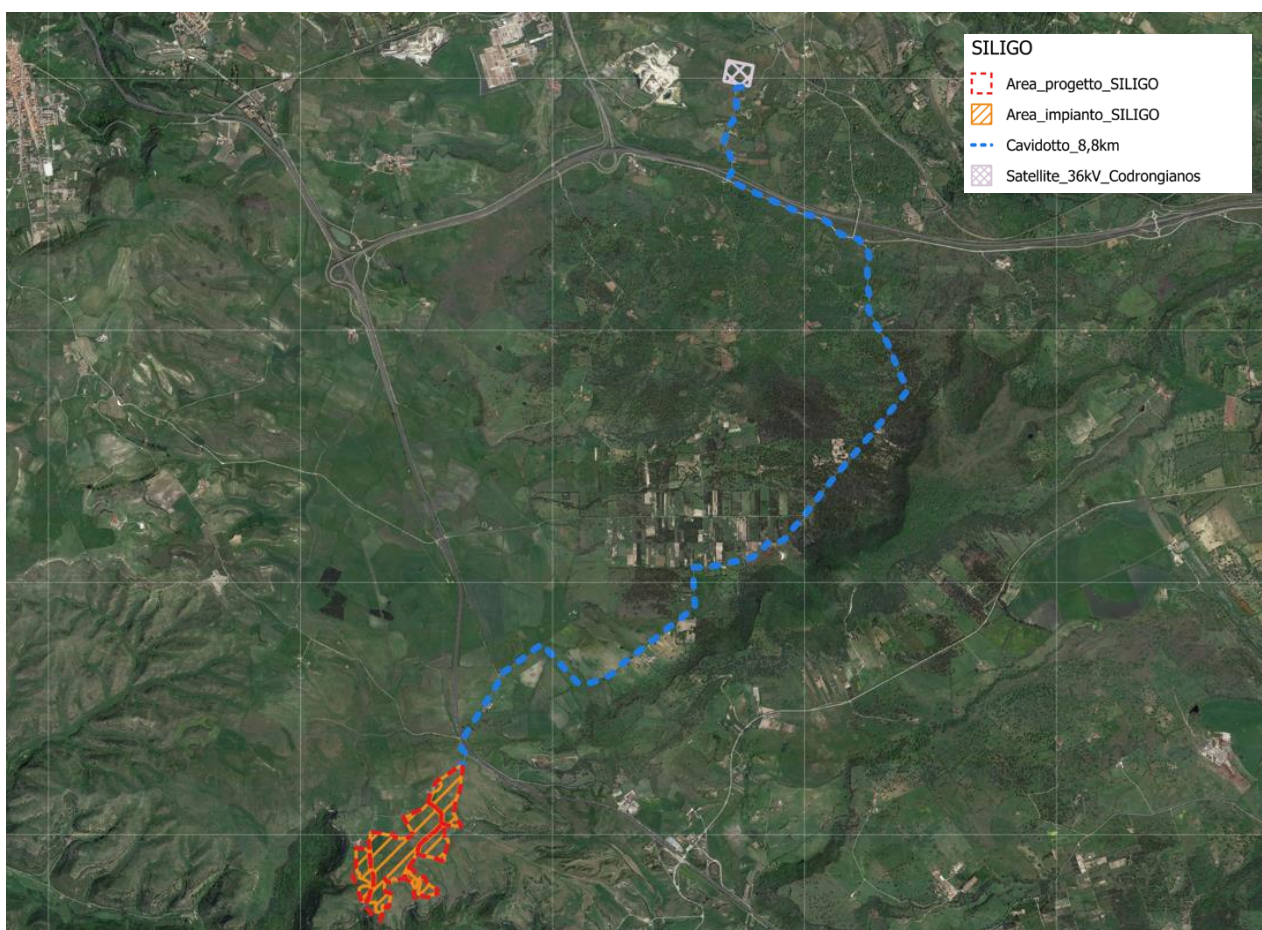 SILIGO
Area_progetto_SILIGO
Area_impianto_SILIGO
Cavidotto_8,8km
Satellite_36kV_Codrongianos